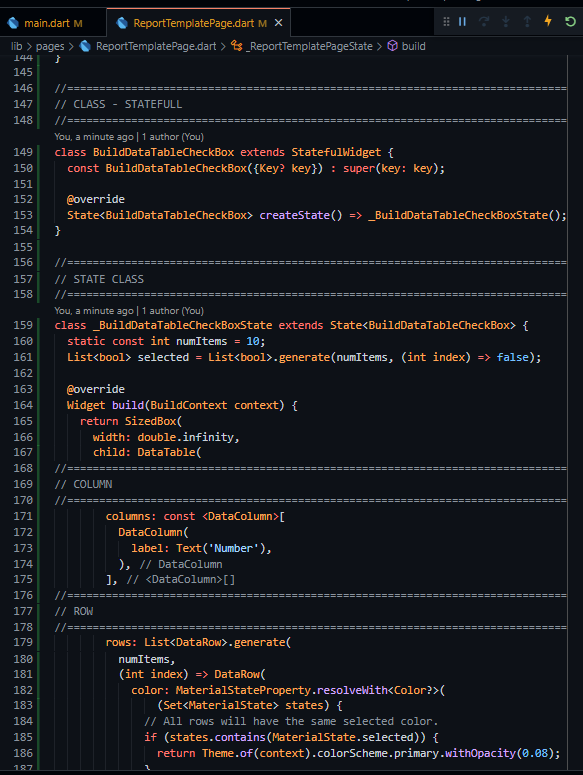 main.dart M
ReportTemplatePage.dart M
lib > pages > ReportTemplatePage.dart > _ReportTemplatePageState > build
144 }
145
146 //==============================================================================
147 // CLASS - STATEFULL
148 //==============================================================================
You, a minute ago | 1 author (You)
149 class BuildDataTableCheckBox extends StatefulWidget {
150 const BuildDataTableCheckBox({Key? key}) : super(key: key);
151
152 @override
153 State<BuildDataTableCheckBox> createState() => _BuildDataTableCheckBoxState();
154 }
155
156 //==============================================================================
157 // STATE CLASS
158 //==============================================================================
You, a minute ago | 1 author (You)
159 class _BuildDataTableCheckBoxState extends State<BuildDataTableCheckBox> {
160 static const int numItems = 10;
161 List<bool> selected = List<bool>.generate(numItems, (int index) => false);
162
163 @override
164 Widget build(BuildContext context) {
165 return SizedBox(
166 width: double.infinity,
167 child: DataTable(
168 //==============================================================================
169 // COLUMN
170 //==============================================================================
171 columns: const <DataColumn>[
172 DataColumn(
173 label: Text('Number'),
174 ), // DataColumn
175 ], // <DataColumn>[]
176 //==============================================================================
177 // ROW
178 //==============================================================================
179 rows: List<DataRow>.generate(
180 numItems,
181 (int index) => DataRow(
182 color: MaterialStateProperty.resolveWith<Color?>(
183 (Set<MaterialState> states) {
184 // All rows will have the same selected color.
185 if (states.contains(MaterialState.selected)) {
186 return Theme.of(context).colorScheme.primary.withOpacity(0.08);
187 }